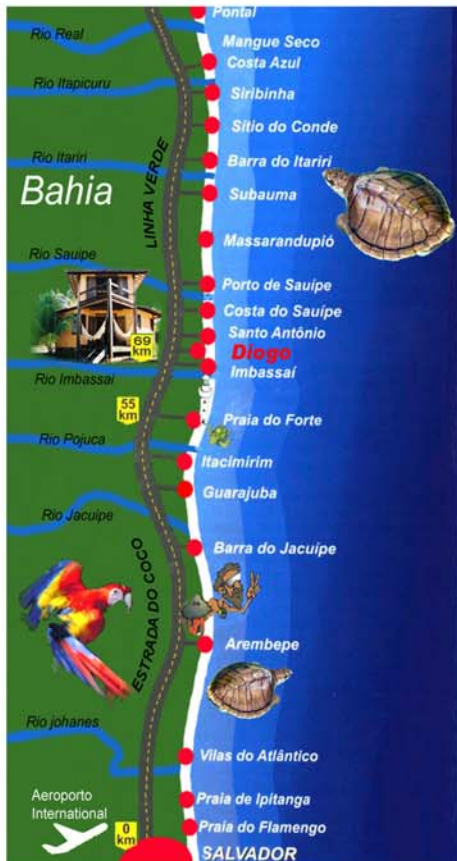 Pontal
Rio Real
Mangue Seco
Costa Azul
Rio Itapicuru
Siribinha
Sítio do Conde
Rio Itariri
Barra do Itariri
Bahia
LINHA VERDE
Subauma
Massarandupió
Rio Sauipe
Porto de Sauípe
Costa do Sauípe
Santo Antônio
69
km
Diogo
Rio Imbassai
Imbassaí
55
km
Praia do Forte
Rio Pojuca
Itacimírim
Guarajuba
Rio Jacuipe
Barra do Jacuípe
ESTRADA DO COCO
Arembepe
Rio johanes
Vilas do Atlântico
Aeroporto
International
Praia de Ipitanga
0
km
Praia do Flamengo
SALVADOR